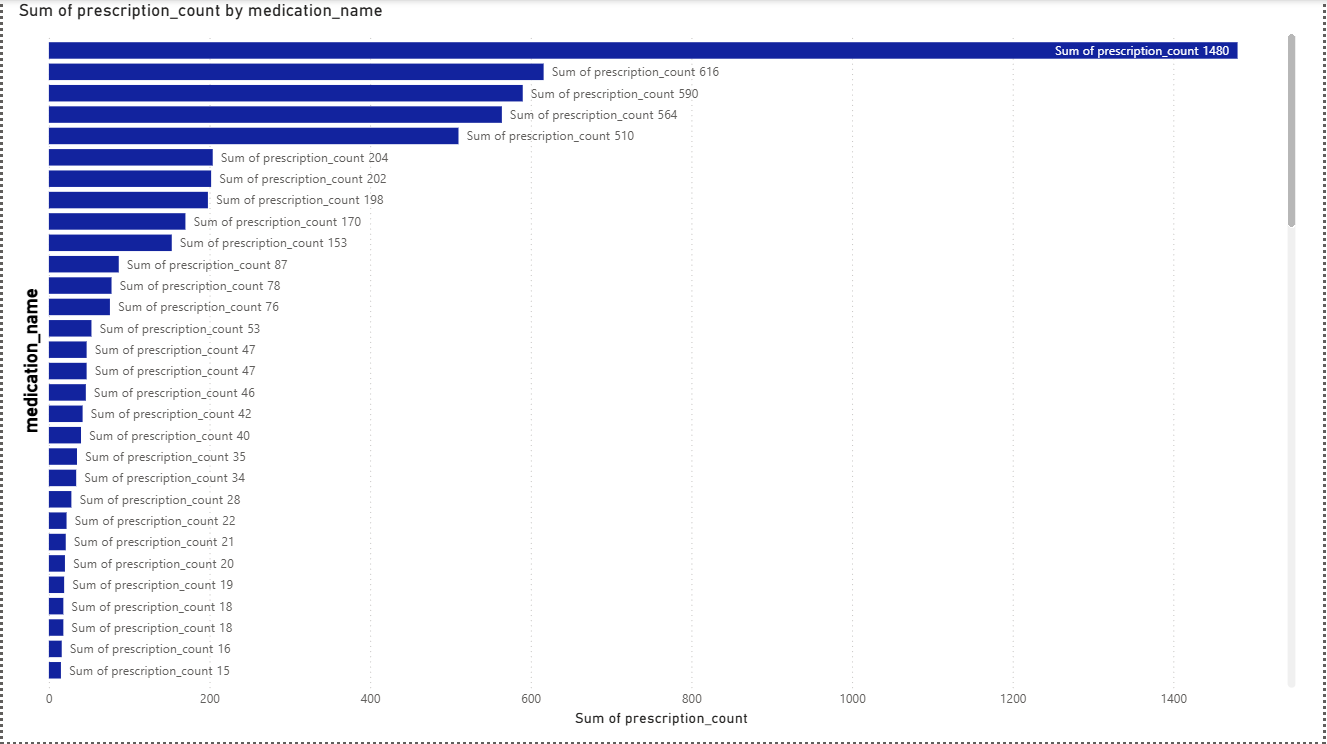 Sum of prescription_count by medication_name
Sum of prescription_count 1480
Sum of prescription_count 616
Sum of prescription_count 590
Sum of prescription_count 564
Sum of prescription_count 510
Sum of prescription_count 204
Sum of prescription_count 202
Sum of prescription_count 198
Sum of prescription_count 170
Sum of prescription_count 153
Sum of prescription_count 87
Sum of prescription_count 78
Sum of prescription_count 76
Sum of prescription_count 53
Sum of prescription_count 47
Sum of prescription_count 47
Sum of prescription_count 46
Sum of prescription_count 42
Sum of prescription_count 40
Sum of prescription_count 35
Sum of prescription_count 34
Sum of prescription_count 28
Sum of prescription_count 22
Sum of prescription_count 21
Sum of prescription_count 20
Sum of prescription_count 19
Sum of prescription_count 18
Sum of prescription_count 18
Sum of prescription_count 16
Sum of prescription_count 15
medication_name
0 200 400 600 800 1000 1200 1400
Sum of prescription_count